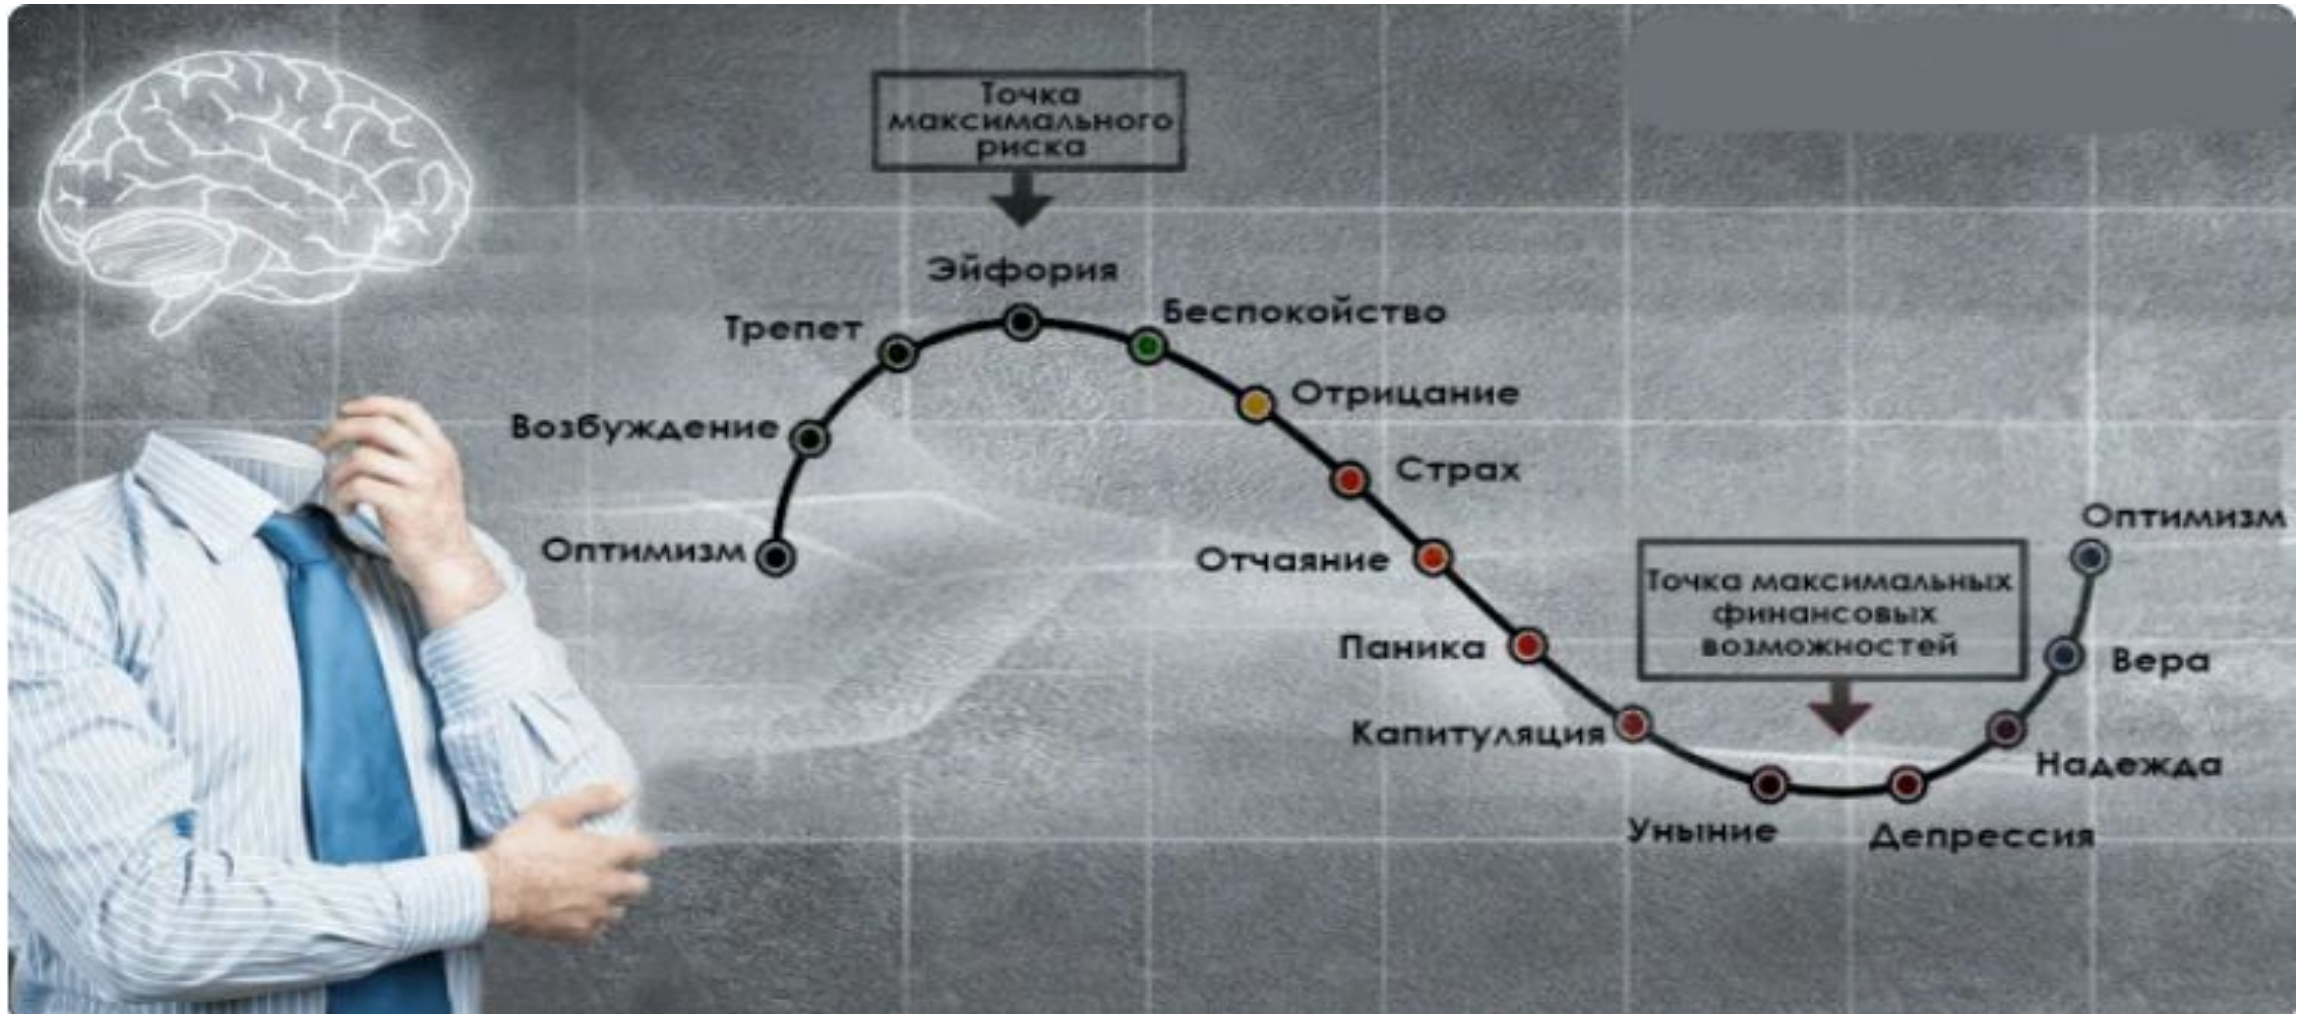 Точка
максимального
риска
Эйфория
Трепет
Беспокойство
Возбуждение
Отрицание
Страх
Оптимизм
Отчаяние
Паника
Капитуляция
Уныние
Депрессия
Точка максимальных
финансовых
возможностей
Надежда
Вера
Оптимизм